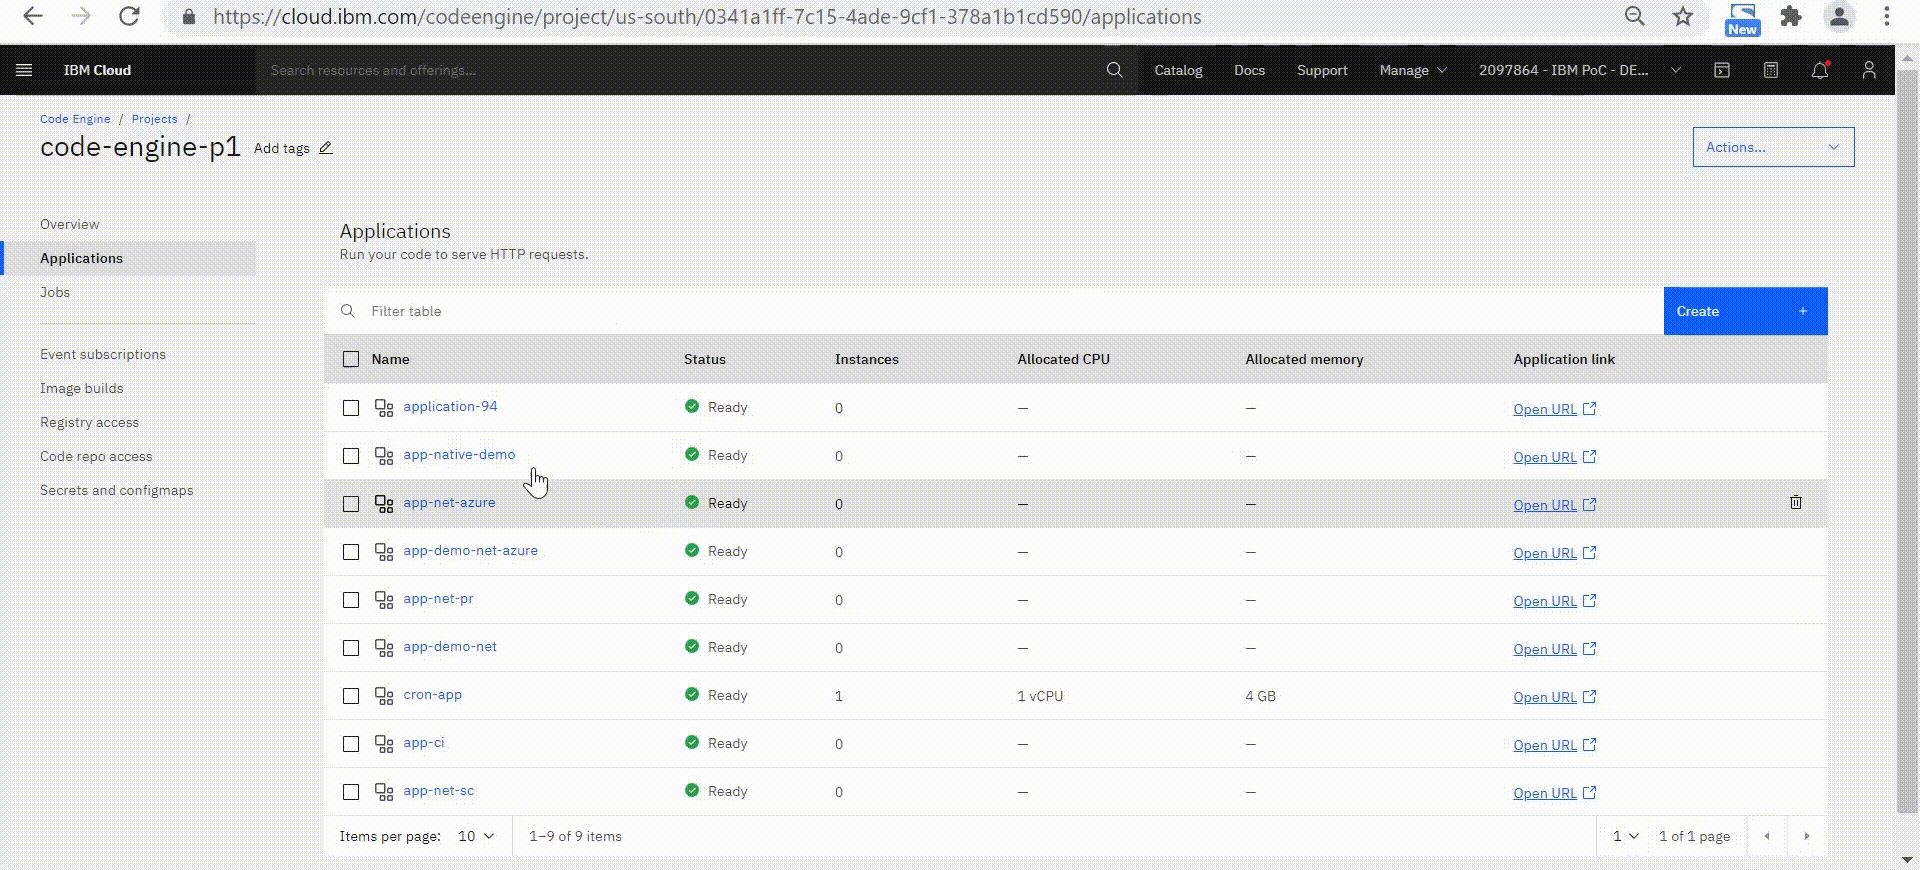 https://cloud.ibm.com/codeengine/project/us-south/0341a1ff-7c15-4ade-9cf1-378a1b1cd590/applications
New
IBM Cloud
Search resources and offerings...
Catalog
Docs
Support
Manage
2097864 - IBM PoC - DE...
Code Engine / Projects /
code-engine-p1
Add tags
Actions...
Overview
Applications
Jobs
Event subscriptions
Image builds
Registry access
Code repo access
Secrets and configmaps
Applications
Run your code to serve HTTP requests.
Filter table
Create +
Name Status Instances Allocated CPU Allocated memory Application link
application-94 Ready 0 — — Open URL
app-native-demo Ready 0 — — Open URL
app-net-azure Ready 0 — — Open URL
app-demo-net-azure Ready 0 — — Open URL
app-net-pr Ready 0 — — Open URL
app-demo-net Ready 0 — — Open URL
cron-app Ready 1 1 vCPU 4 GB Open URL
app-ci Ready 0 — — Open URL
app-net-sc Ready 0 — — Open URL
Items per page: 10 1–9 of 9 items 1 1 of 1 page